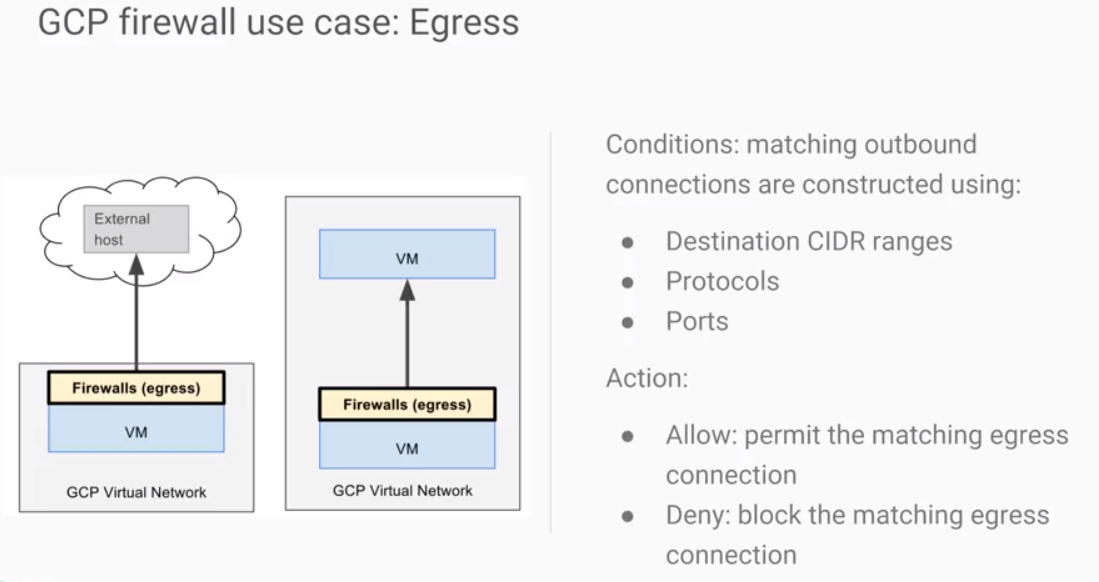 GCP firewall use case: Egress
External
host
Firewalls (egress)
VM
GCP Virtual Network
VM
Firewalls (egress)
VM
GCP Virtual Network
Conditions: matching outbound
connections are constructed using:
● Destination CIDR ranges
● Protocols
● Ports
Action:
● Allow: permit the matching egress
connection
● Deny: block the matching egress
connection